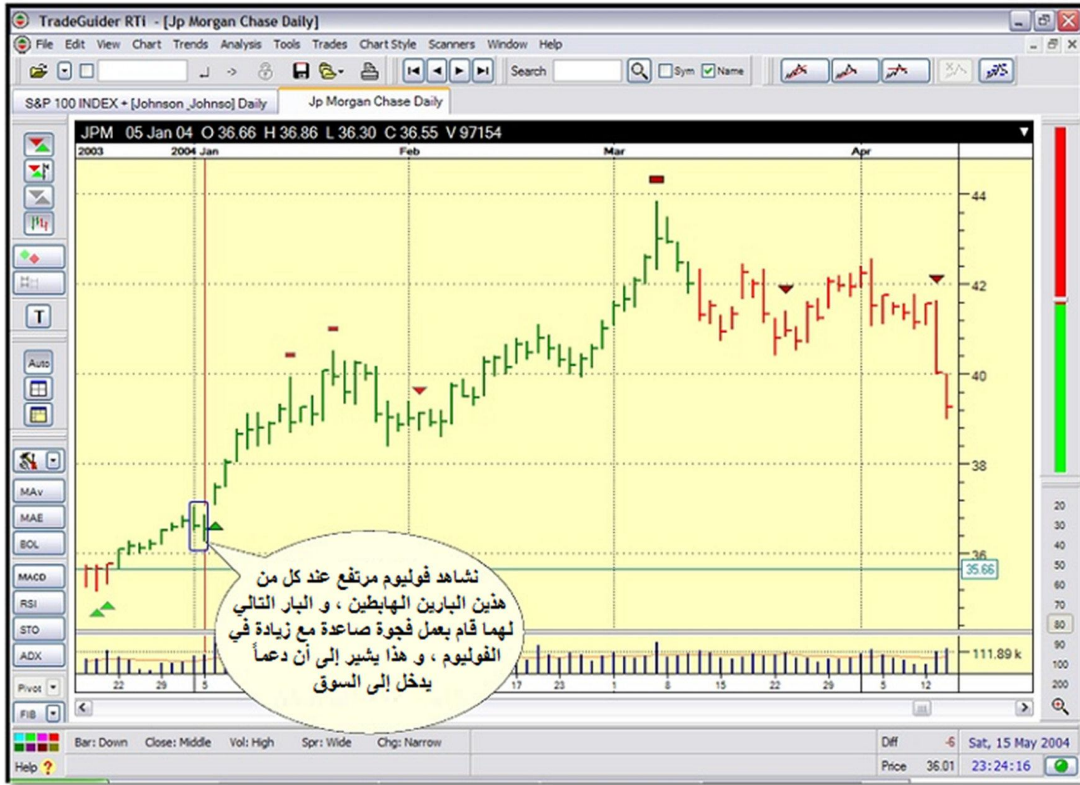 TradeGuider RTi - [Jp Morgan Chase Daily]
File Edit View Chart Trends Analysis Tools Trades Chart Style Scanners Window Help
Search Sym Name
S&P 100 INDEX + [Johnson_Johnso] Daily Jp Morgan Chase Daily
JPM 05 Jan 04 O 36.66 H 36.86 L 36.30 C 36.55 V 97154
2003 2004 Jan Feb Mar Apr
44
42
40
38
36
35.66
T
Auto
MAv
MAE
BOL
MACD
RSI
STO
ADX
Pivot
FIB
20
30
40
50
60
70
80
90
100
200
نشاهد فوليوم مرتفع عند كل من
هذين البارين الهابطين ، و البار التالي
لهما قام بعمل فجوة صاعدة مع زيادة في
الفوليوم ، و هذا يشير إلى أن دعماً
يدخل إلى السوق
111.89 k
22 29 5 17 23 1 8 15 22 29 5 12
Bar: Down Close: Middle Vol: High Spr: Wide Chg: Narrow Diff -6 Sat, 15 May 2004
Help ? Price 36.01 23:24:16